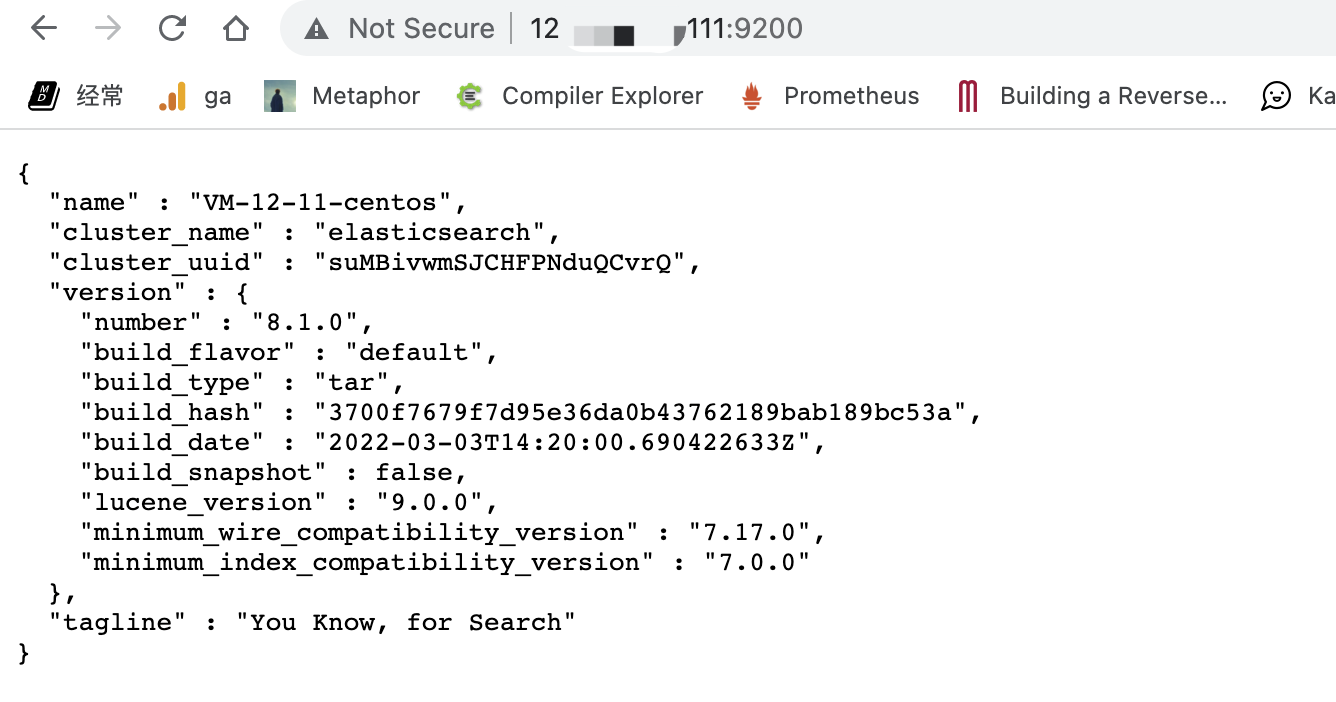 Not Secure 12 111:9200
经常 ga Metaphor Compiler Explorer Prometheus Building a Reverse... Ka
{
"name" : "VM-12-11-centos",
"cluster_name" : "elasticsearch",
"cluster_uuid" : "suMBivwmSJCHFPNduQCvrQ",
"version" : {
"number" : "8.1.0",
"build_flavor" : "default",
"build_type" : "tar",
"build_hash" : "3700f7679f7d95e36da0b43762189bab189bc53a",
"build_date" : "2022-03-03T14:20:00.690422633Z",
"build_snapshot" : false,
"lucene_version" : "9.0.0",
"minimum_wire_compatibility_version" : "7.17.0",
"minimum_index_compatibility_version" : "7.0.0"
},
"tagline" : "You Know, for Search"
}